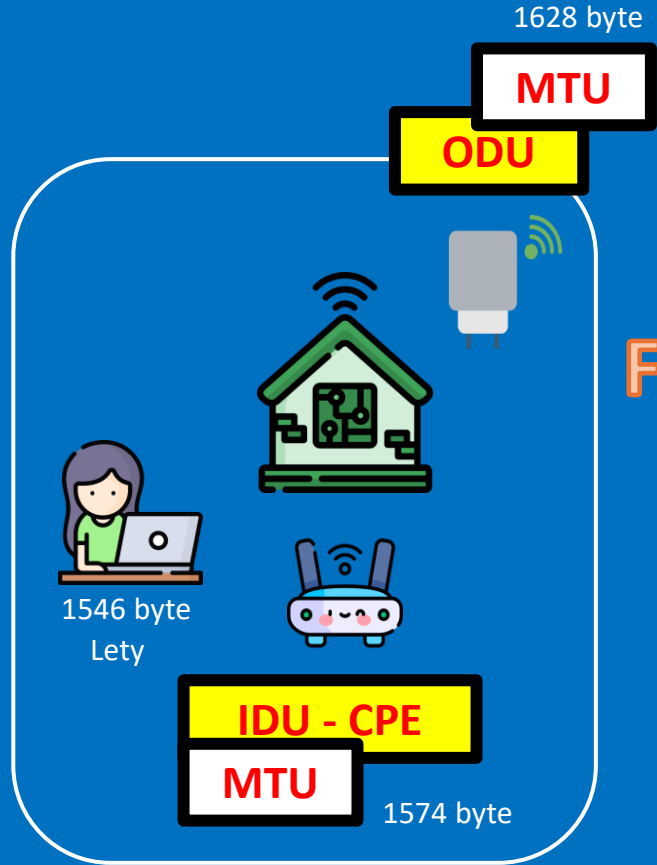 1628 byte
MTU
ODU
F
1546 byte
Lety
IDU - CPE
MTU
1574 byte